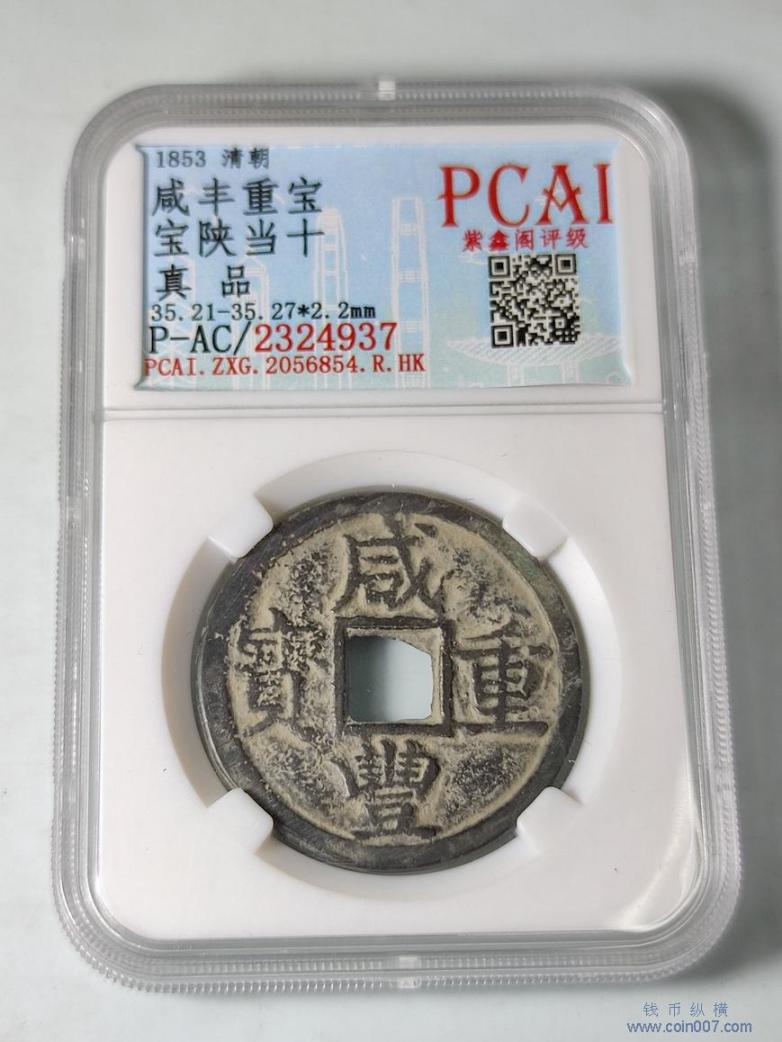 1853 清朝
咸丰重宝
宝陕当十
真 品
35.21-35.27*2.2mm
P-AC/2324937
PCAI.ZXG.2056854.R.HK
PCAI
紫鑫阁评级
咸
寶 重
豐
钱币纵横
www.coin007.com